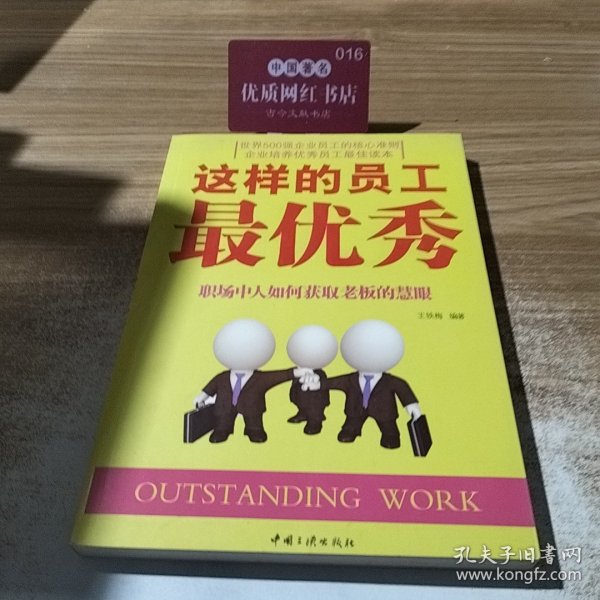 016
中国著名
优质网红书店
古今文献书店
世界500强企业员工的核心准则
企业培养优秀员工最佳读本
这样的员工
最优秀
职场中人如何获取老板的慧眼
王轶梅 编著
OUTSTANDING WORK
中国三峡出版社
孔夫子旧书网
www.kongfz.com